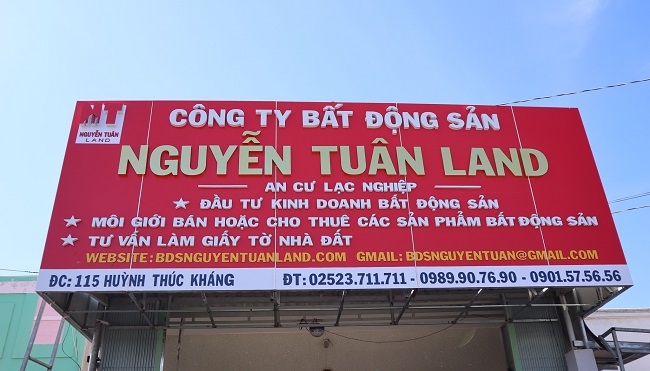 NGUYỄN TUÂN
LAND
CÔNG TY BẤT ĐỘNG SẢN
NGUYỄN TUÂN LAND
AN CƯ LẠC NGHIỆP
★ ĐẦU TƯ KINH DOANH BẤT ĐỘNG SẢN
★ MÔI GIỚI BÁN HOẶC CHO THUÊ CÁC SẢN PHẨM BẤT ĐỘNG SẢN
★ TƯ VẤN LÀM GIẤY TỜ NHÀ ĐẤT
WEBSITE: BDSNGUYENTUANLAND.COM GMAIL: BDSNGUYENTUAN@GMAIL.COM
ĐC: 115 HUỲNH THÚC KHÁNG ĐT: 02523.711.711 - 0989.90.76.90 - 0901.57.56.56